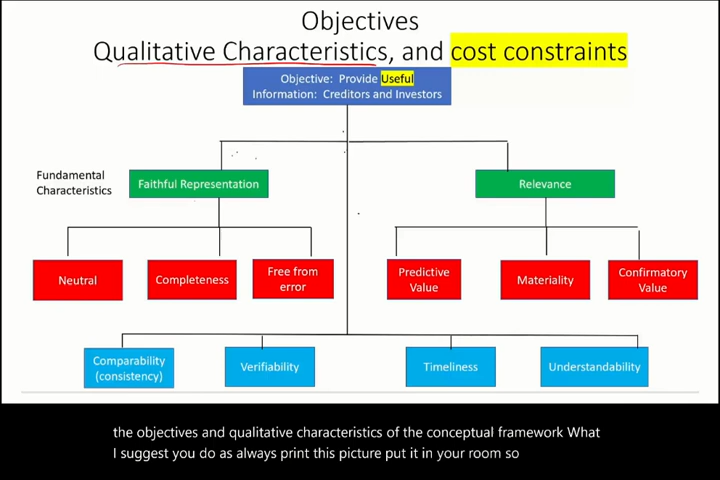 Objectives
Qualitative Characteristics, and cost constraints
Objective: Provide Useful
Information: Creditors and Investors
Fundamental
Characteristics
Faithful Representation
Relevance
Neutral
Completeness
Free from
error
Predictive
Value
Materiality
Confirmatory
Value
Comparability
(consistency)
Verifiability
Timeliness
Understandability
the objectives and qualitative characteristics of the conceptual framework What
I suggest you do as always print this picture put it in your room so